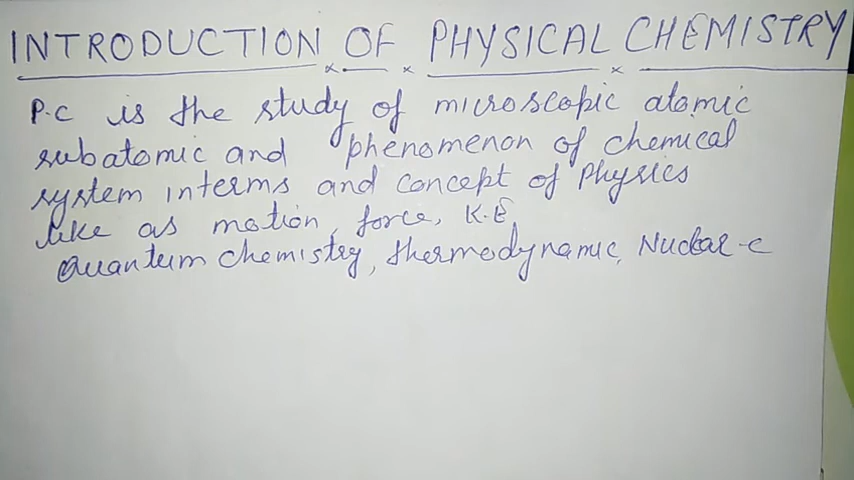 INTRODUCTION OF PHYSICAL CHEMISTRY
P.C is the study of microscopic atomic
subatomic and phenomenon of chemical
system interms and concept of Physics
like as motion, force, K.E,
Quantum chemistry, thermodynamic, Nuclear-c